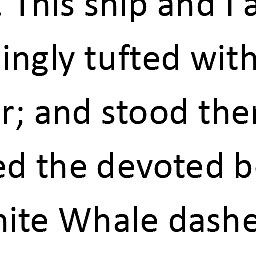 This ship and I a
ingly tufted with
r; and stood ther
ed the devoted b
hite Whale dashe